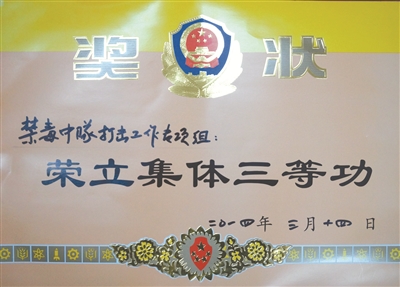 奖 状
禁毒中隊打击工作专项组：
荣立集体三等功
二〇一四年 三月十四日